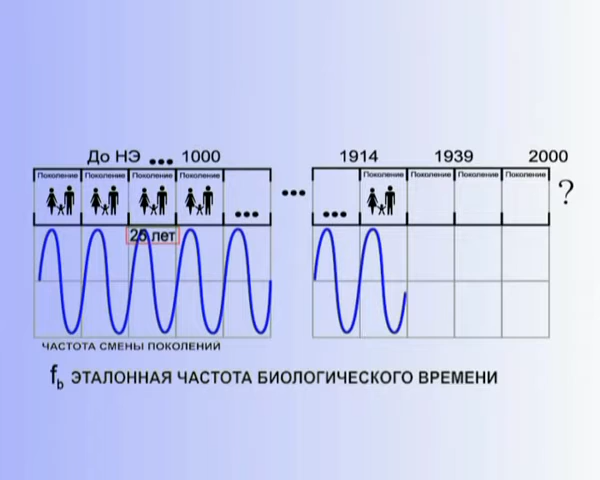 До НЭ ... 1000 ... 1914 1939 2000
Поколение Поколение Поколение Поколение Поколение Поколение Поколение Поколение
... ... ?
25 лет
ЧАСТОТА СМЕНЫ ПОКОЛЕНИЙ
fb ЭТАЛОННАЯ ЧАСТОТА БИОЛОГИЧЕСКОГО ВРЕМЕНИ